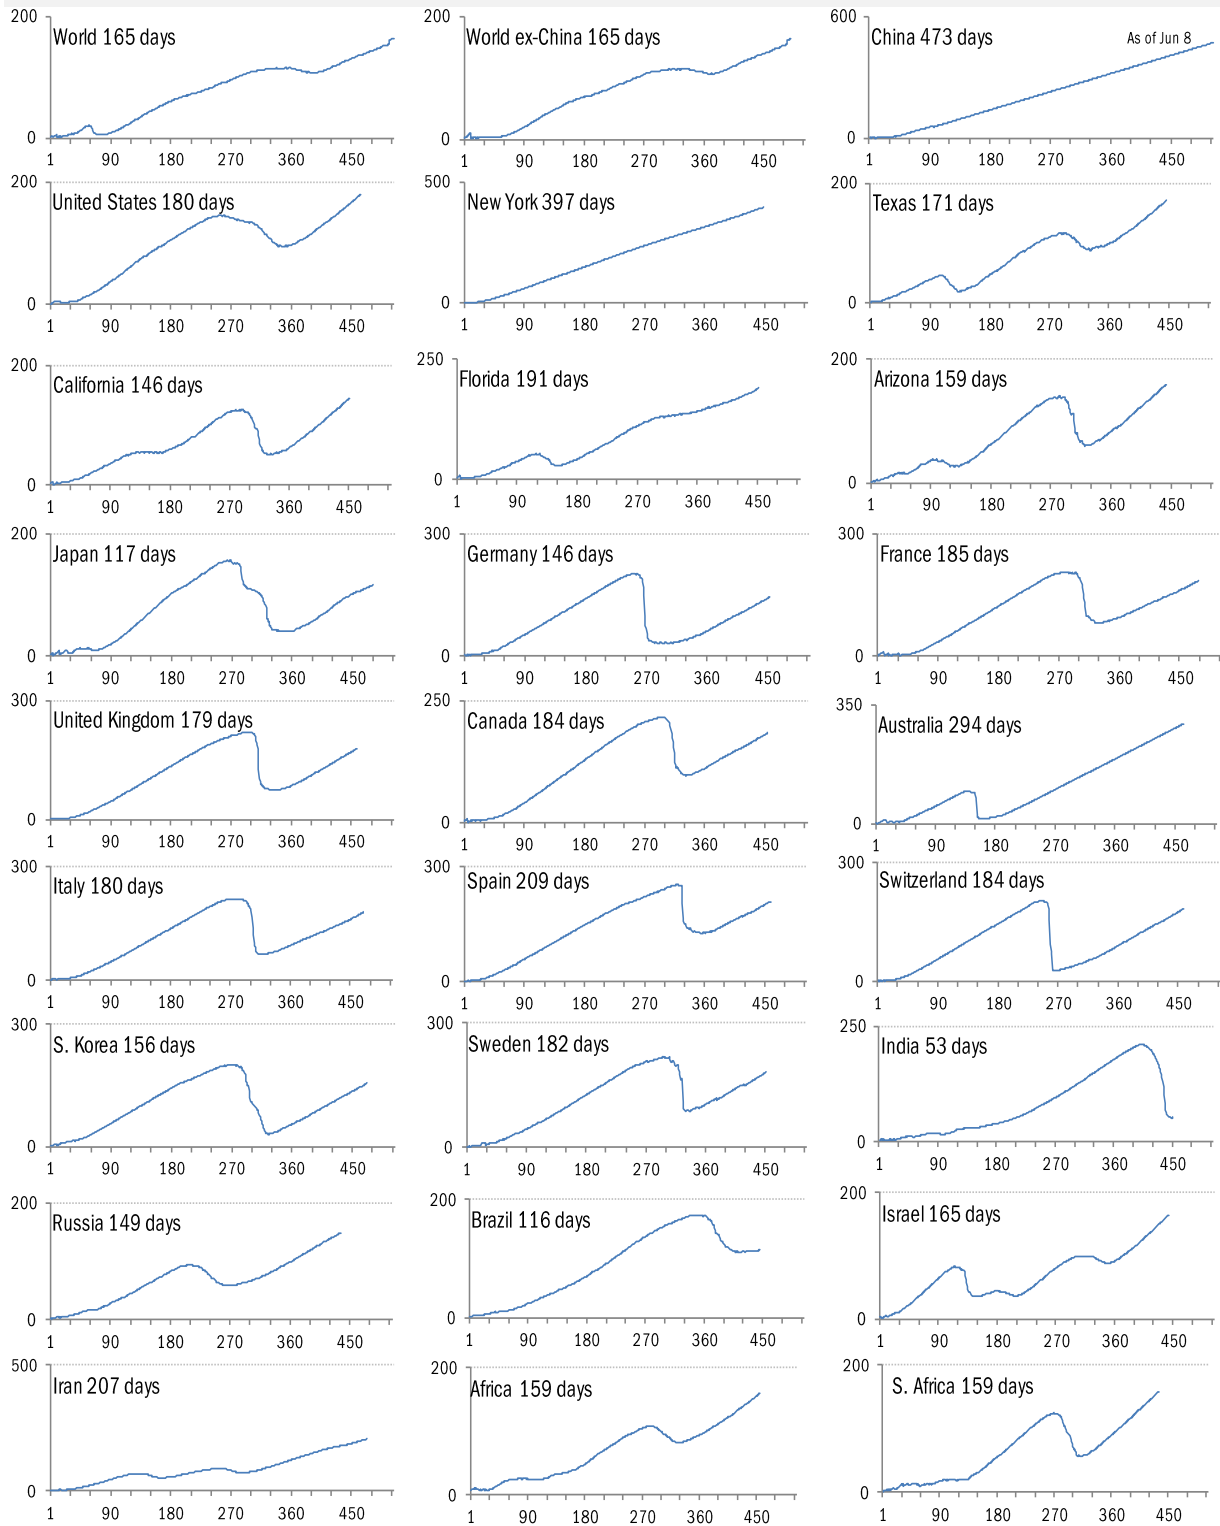 200 200 600
World 165 days World ex-China 165 days China 473 days As of Jun 8
0 0 0
1 90 180 270 360 450 1 90 180 270 360 450 1 90 180 270 360 450
200 500 200
United States 180 days New York 397 days Texas 171 days
0 0 0
1 90 180 270 360 450 1 90 180 270 360 450 1 90 180 270 360 450
200 250 200
California 146 days Florida 191 days Arizona 159 days
0 0 0
1 90 180 270 360 450 1 90 180 270 360 450 1 90 180 270 360 450
200 300 300
Japan 117 days Germany 146 days France 185 days
0 0 0
1 90 180 270 360 450 1 90 180 270 360 450 1 90 180 270 360 450
300 250 350
United Kingdom 179 days Canada 184 days Australia 294 days
0 0 0
1 90 180 270 360 450 1 90 180 270 360 450 1 90 180 270 360 450
300 300 300
Italy 180 days Spain 209 days Switzerland 184 days
0 0 0
1 90 180 270 360 450 1 90 180 270 360 450 1 90 180 270 360 450
300 300 250
S. Korea 156 days Sweden 182 days India 53 days
0 0 0
1 90 180 270 360 450 1 90 180 270 360 450 1 90 180 270 360 450
200 200 200
Russia 149 days Brazil 116 days Israel 165 days
0 0 0
1 90 180 270 360 450 1 90 180 270 360 450 1 90 180 270 360 450
500 200 200
Iran 207 days Africa 159 days S. Africa 159 days
0 0 0
1 90 180 270 360 450 1 90 180 270 360 450 1 90 180 270 360 450